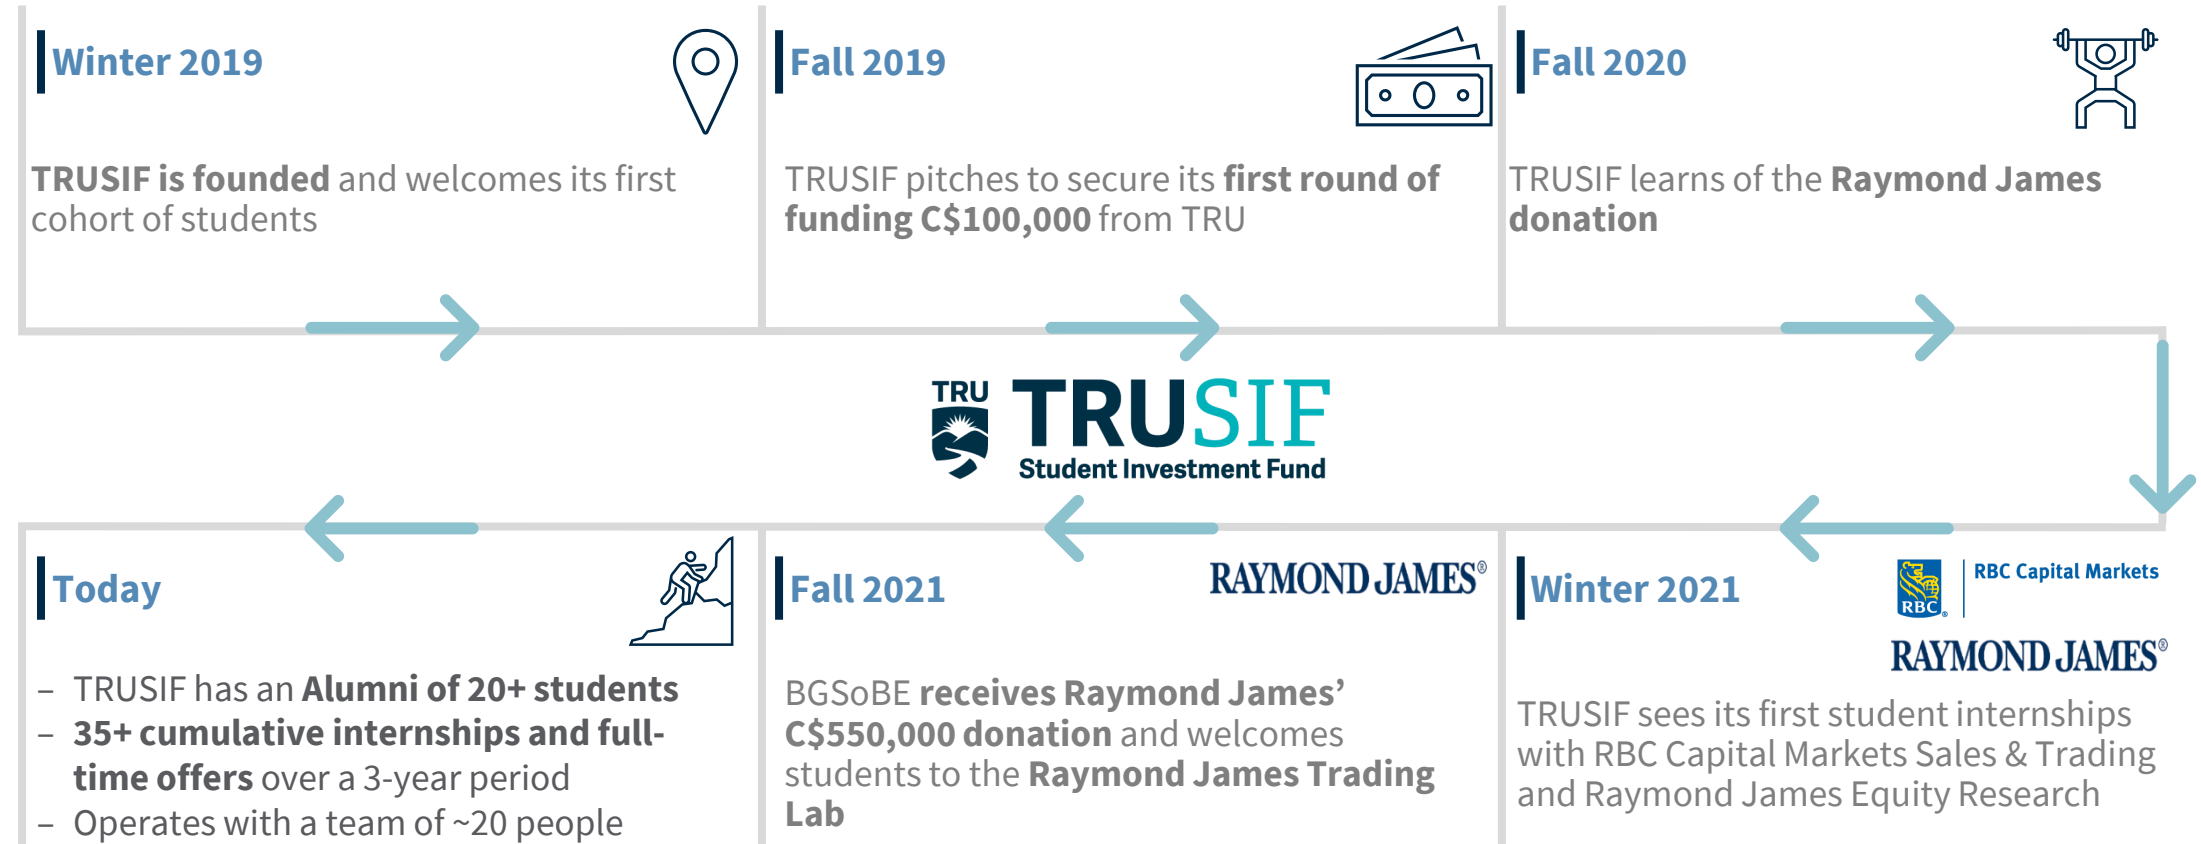 Winter 2019
TRUSIF is founded and welcomes its first
cohort of students
Fall 2019
TRUSIF pitches to secure its first round of
funding C$100,000 from TRU
Fall 2020
TRUSIF learns of the Raymond James
donation
TRU
TRUSIF
Student Investment Fund
Winter 2021
RBC
®
RBC Capital Markets
RAYMOND JAMES®
TRUSIF sees its first student internships
with RBC Capital Markets Sales & Trading
and Raymond James Equity Research
Fall 2021
RAYMOND JAMES®
BGSoBE receives Raymond James’
C$550,000 donation and welcomes
students to the Raymond James Trading
Lab
Today
– TRUSIF has an Alumni of 20+ students
– 35+ cumulative internships and full-
time offers over a 3-year period
– Operates with a team of ~20 people